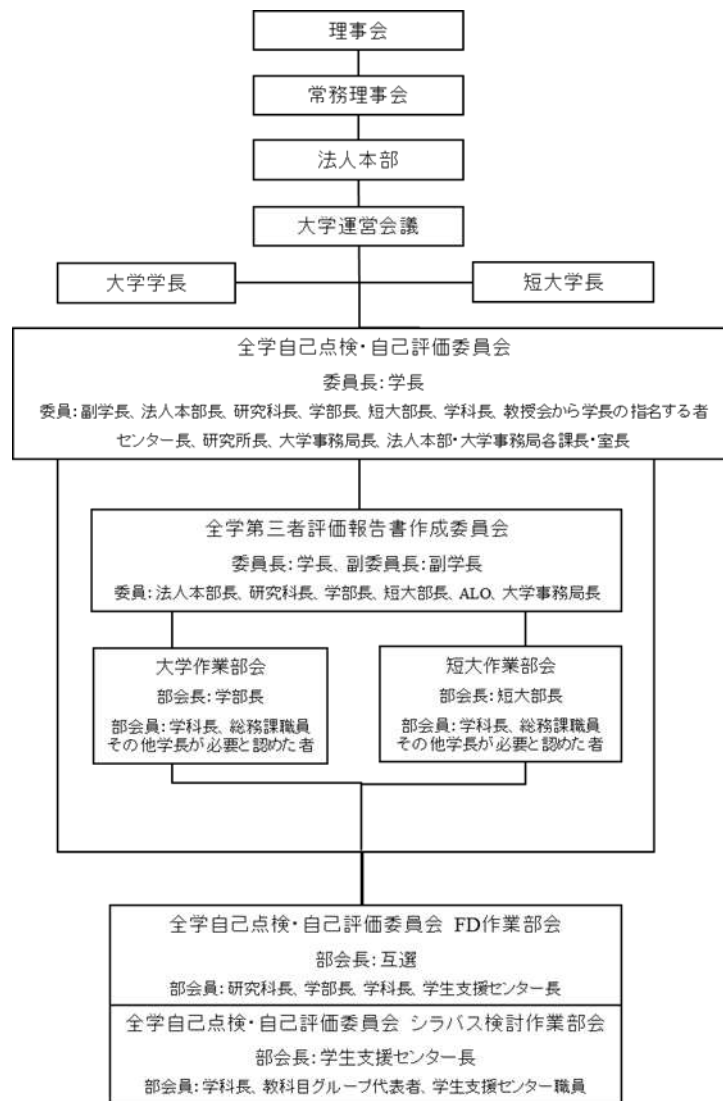 理事会
常務理事会
法人本部
大学運営会議
大学学長
短大学長
全学自己点検・自己評価委員会
委員長:学長
委員:副学長、法人本部長、研究科長、学部長、短大部長、学科長、教授会から学長の指名する者
センター長、研究所長、大学事務局長、法人本部・大学事務局各課長・室長
全学第三者評価報告書作成委員会
委員長:学長、副委員長:副学長
委員:法人本部長、研究科長、学部長、短大部長、ALO、大学事務局長
大学作業部会
部会長:学部長
部会員:学科長、総務課職員
その他学長が必要と認めた者
短大作業部会
部会長:短大部長
部会員:学科長、総務課職員
その他学長が必要と認めた者
全学自己点検・自己評価委員会 FD作業部会
部会長:互選
部会員:研究科長、学部長、学科長、学生支援センター長
全学自己点検・自己評価委員会 シラバス検討作業部会
部会長:学生支援センター長
部会員:学科長、教科目グループ代表者、学生支援センター職員